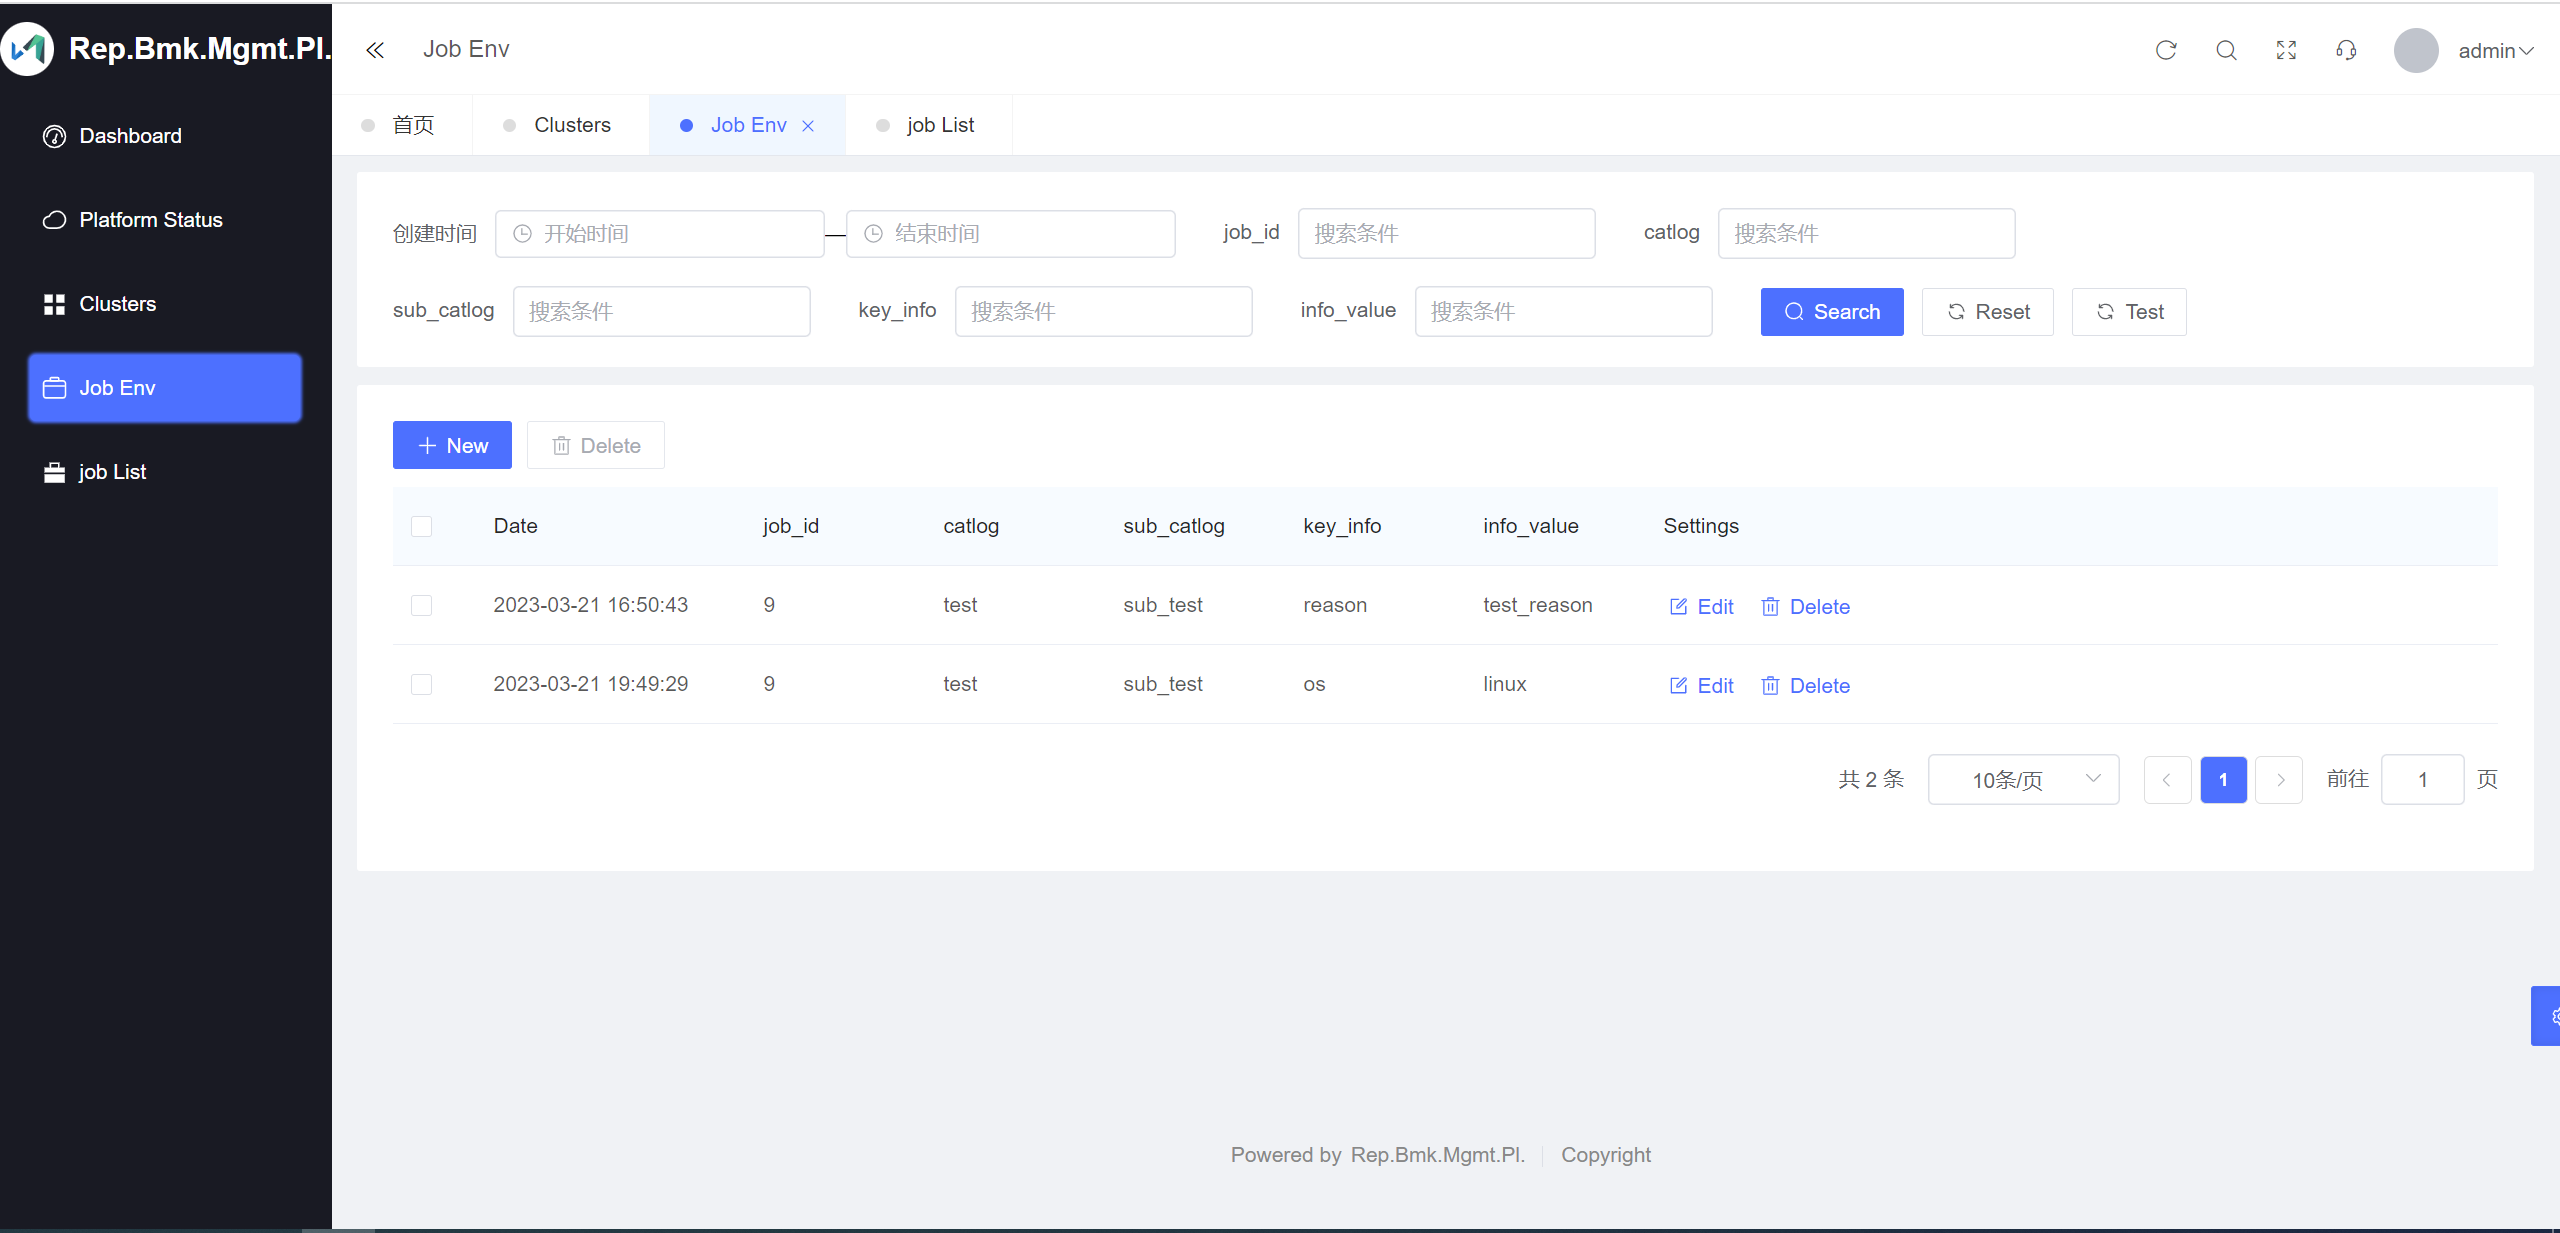 Rep.Bmk.Mgmt.Pl.
Job Env
admin
Dashboard
Platform Status
Clusters
Job Env
job List
首页
Clusters
Job Env
job List
创建时间 开始时间 — 结束时间 job_id 搜索条件 catlog 搜索条件
sub_catlog 搜索条件 key_info 搜索条件 info_value 搜索条件 Search Reset Test
New Delete
Date job_id catlog sub_catlog key_info info_value Settings
2023-03-21 16:50:43 9 test sub_test reason test_reason Edit Delete
2023-03-21 19:49:29 9 test sub_test os linux Edit Delete
共 2 条 10条/页 1 前往 1 页
Powered by Rep.Bmk.Mgmt.Pl. Copyright